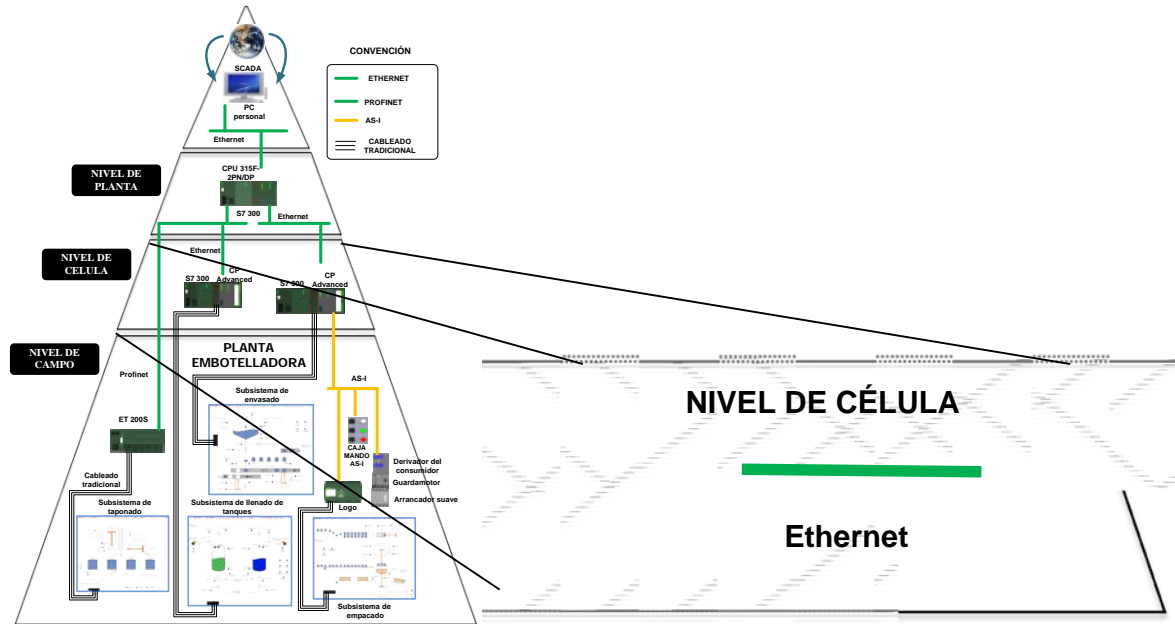 SCADA
PC
personal
Ethernet
CONVENCIÓN
ETHERNET
PROFINET
AS-I
CABLEADO
TRADICIONAL
NIVEL DE
PLANTA
CPU 315F-
2PN/DP
S7 300
Ethernet
NIVEL DE
CELULA
Ethernet
S7 300
CP
Advanced
S7 300
CP
Advanced
NIVEL DE
CAMPO
PLANTA
EMBOTELLADORA
Profinet
AS-I
Subsistema de
envasado
ET 200S
CAJA
MANDO
AS-I
Derivador del
consumidor
Guardamotor
Arrancador suave
Cableado
tradicional
Subsistema de
taponado
Subsistema de llenado de
tanques
Logo
Subsistema de
empacado
NIVEL DE CÉLULA
Ethernet